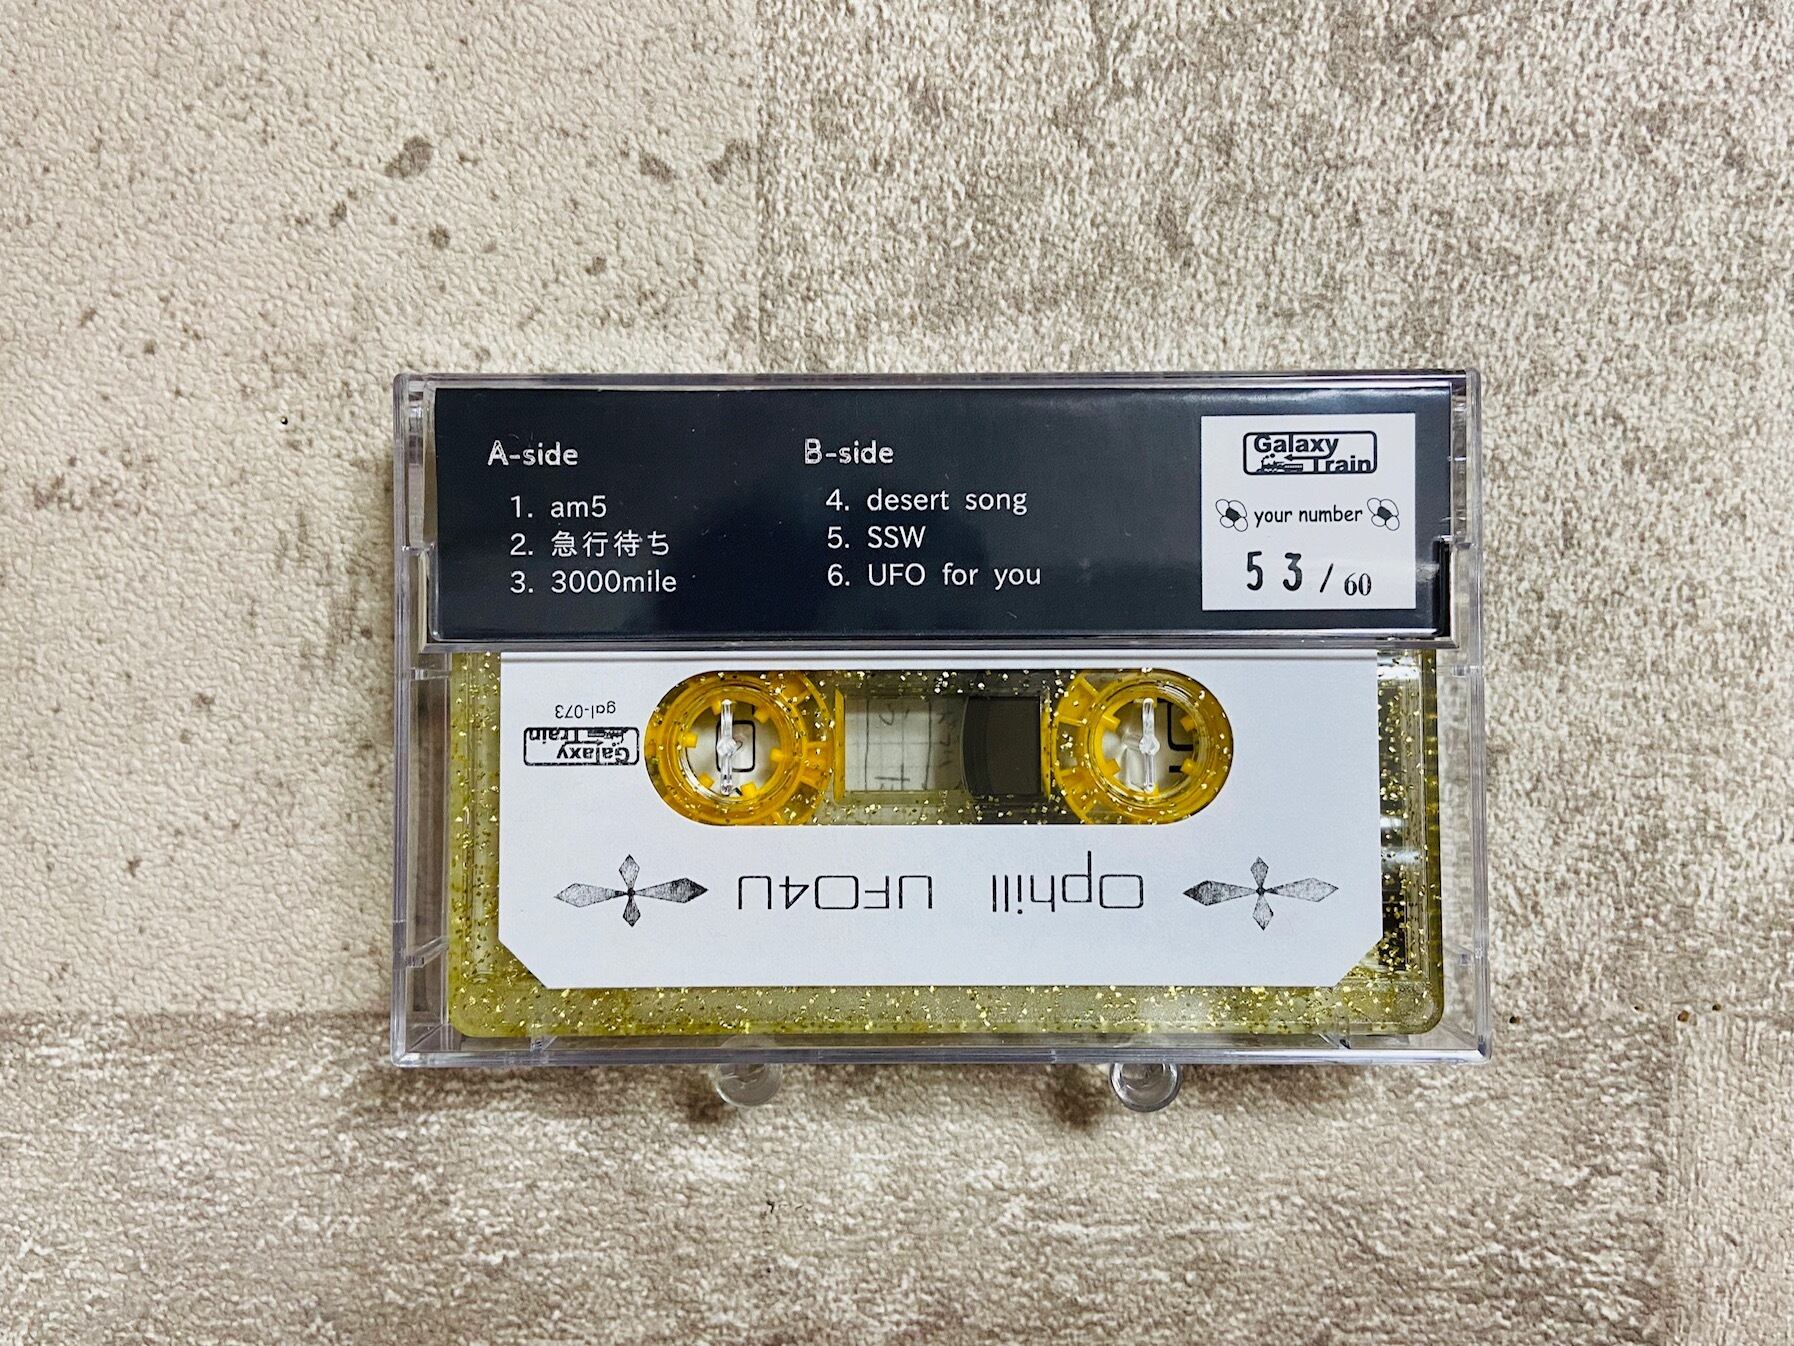 A-side
1. am5
2. 急行待ち
3. 3000mile
B-side
4. desert song
5. SSW
6. UFO for you
Galaxy
Train
your number
53/60
gal-073
Galaxy
Train
Ophill UFO4U